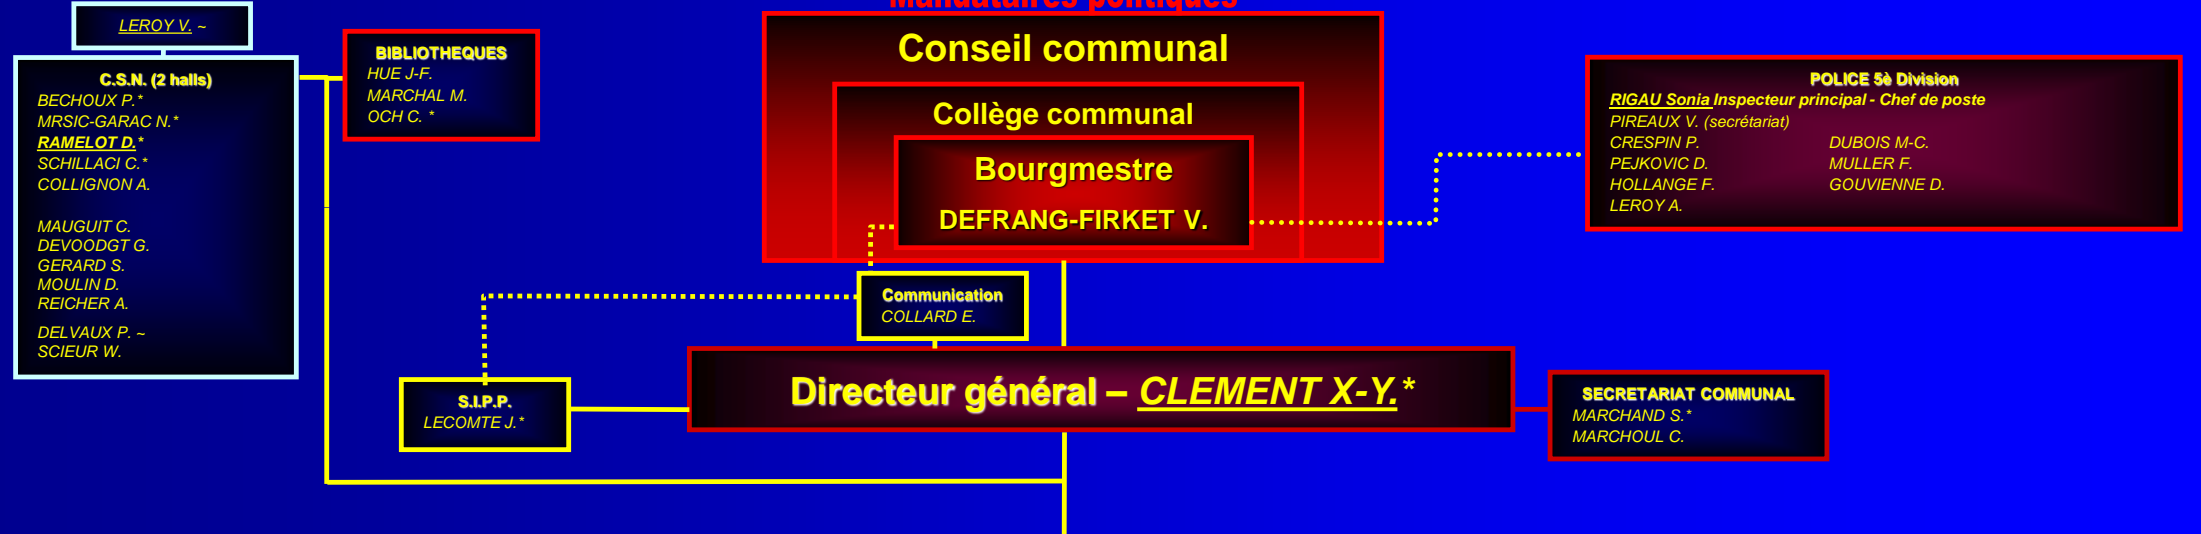 Mandataires politiques
LEROY V. ~
C.S.N. (2 halls)
BECHOUX P.*
MRSIC-GARAC N.*
RAMELOT D.*
SCHILLACI C.*
COLLIGNON A.
MAUGUIT C.
DEVOODGT G.
GERARD S.
MOULIN D.
REICHER A.
DELVAUX P. ~
SCIEUR W.
BIBLIOTHEQUES
HUE J-F.
MARCHAL M.
OCH C. *
Conseil communal
Collège communal
Bourgmestre
DEFRANG-FIRKET V.
POLICE 5è Division
RIGAU Sonia Inspecteur principal - Chef de poste
PIREAUX V. (secrétariat)
CRESPIN P. DUBOIS M-C.
PEJKOVIC D. MULLER F.
HOLLANGE F. GOUVIENNE D.
LEROY A.
Communication
COLLARD E.
S.I.P.P.
LECOMTE J.*
Directeur général – CLEMENT X-Y.*
SECRETARIAT COMMUNAL
MARCHAND S.*
MARCHOUL C.